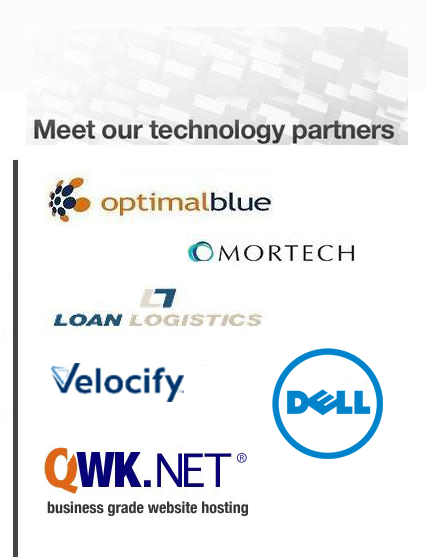 Meet our technology partners
optimalblue
MORTECH
LOAN LOGISTICS
Velocify
DELL
QWK.NET ®
business grade website hosting